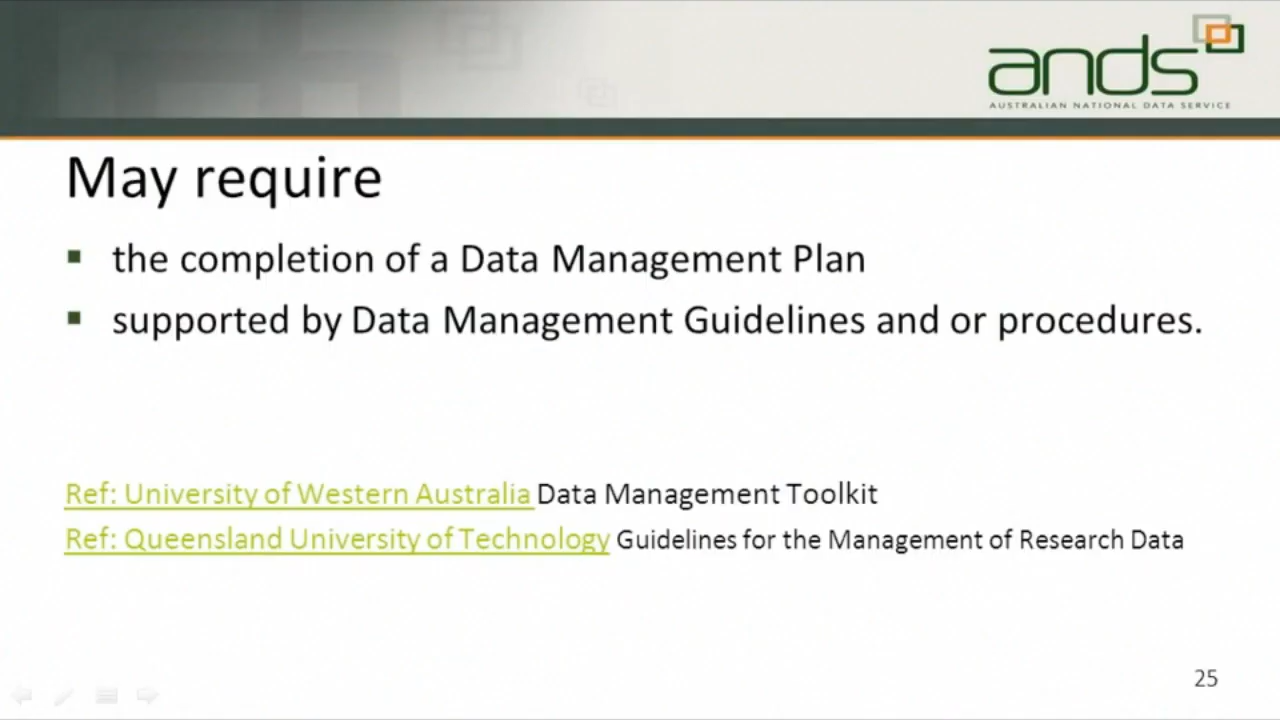 ands
AUSTRALIAN NATIONAL DATA SERVICE
May require
the completion of a Data Management Plan
supported by Data Management Guidelines and or procedures.
Ref: University of Western Australia Data Management Toolkit
Ref: Queensland University of Technology Guidelines for the Management of Research Data
25